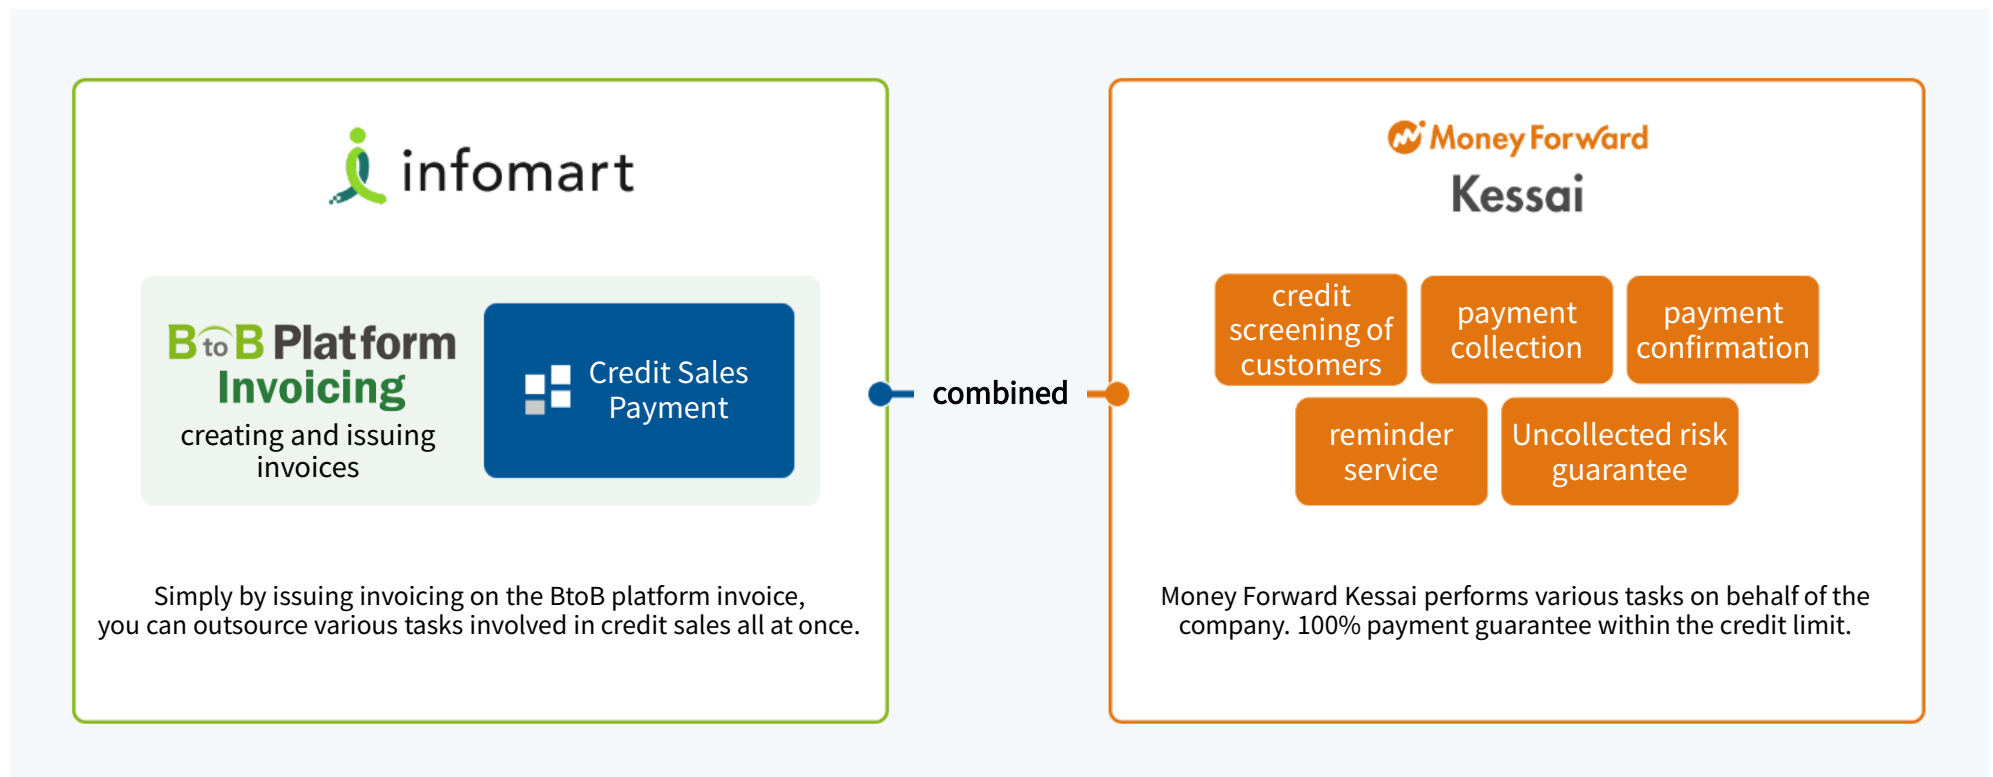 infomart
BtoB Platform
Invoicing
creating and issuing
invoices
Credit Sales
Payment
Simply by issuing invoicing on the BtoB platform invoice,
you can outsource various tasks involved in credit sales all at once.
combined
Money Forward
Kessai
credit
screening of
customers
payment
collection
payment
confirmation
reminder
service
Uncollected risk
guarantee
Money Forward Kessai performs various tasks on behalf of the
company. 100% payment guarantee within the credit limit.